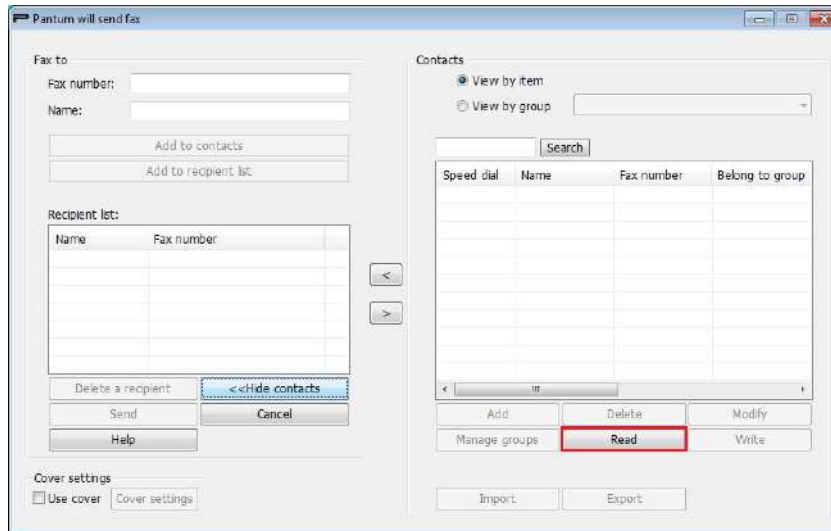 Pantum will send fax
Fax to
Fax number:
Name:
Add to contacts
Add to recipient list
Recipient list:
Name Fax number
Delete a recipient <<Hide contacts
Send Cancel
Help
Cover settings
Use cover Cover settings
<
>
Contacts
View by item
View by group
Search
Speed dial Name Fax number Belong to group
Add Delete Modify
Manage groups Read Write
Import Export